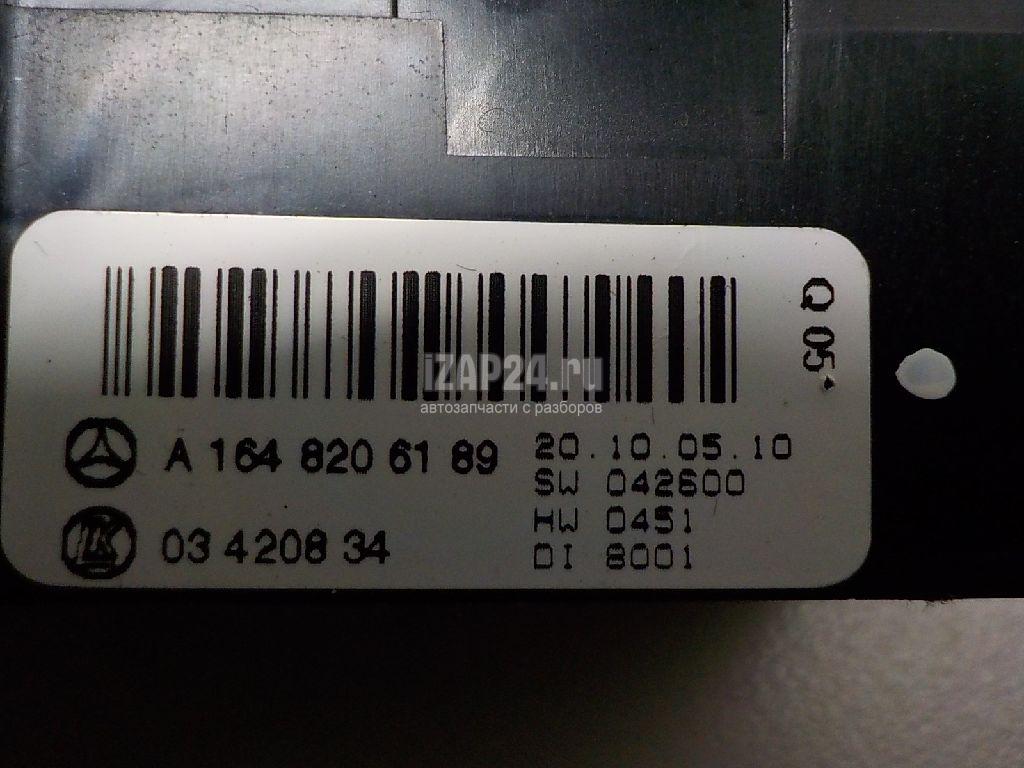 Q 05
iZAP24.ru
автозапчасти с разборов
A 164 820 61 89
20.10.05.10
SW 042600
03 4208 34
HW 0451
DI 8001